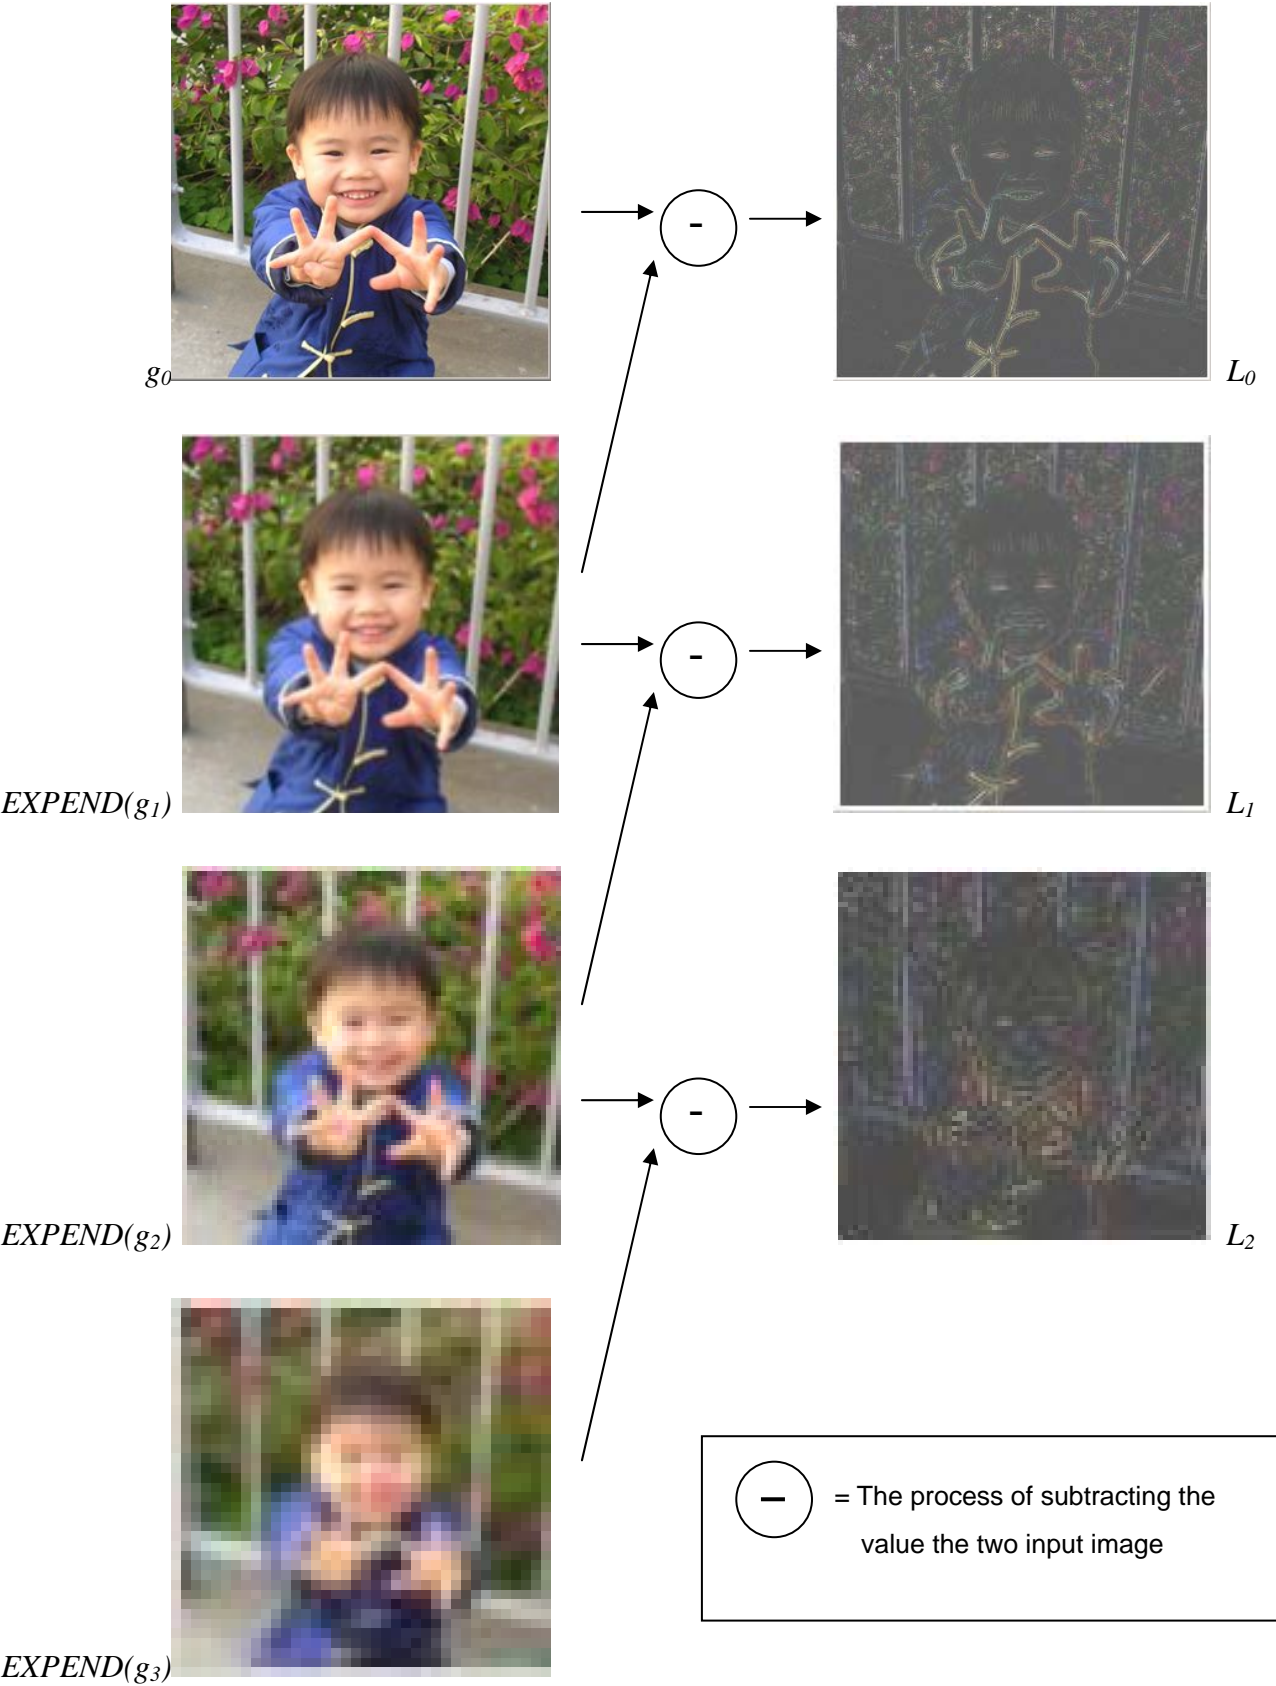 -
g0
L0
-
EXPEND(g1)
L1
-
EXPEND(g2)
L2
– = The process of subtracting the
value the two input image
EXPEND(g3)